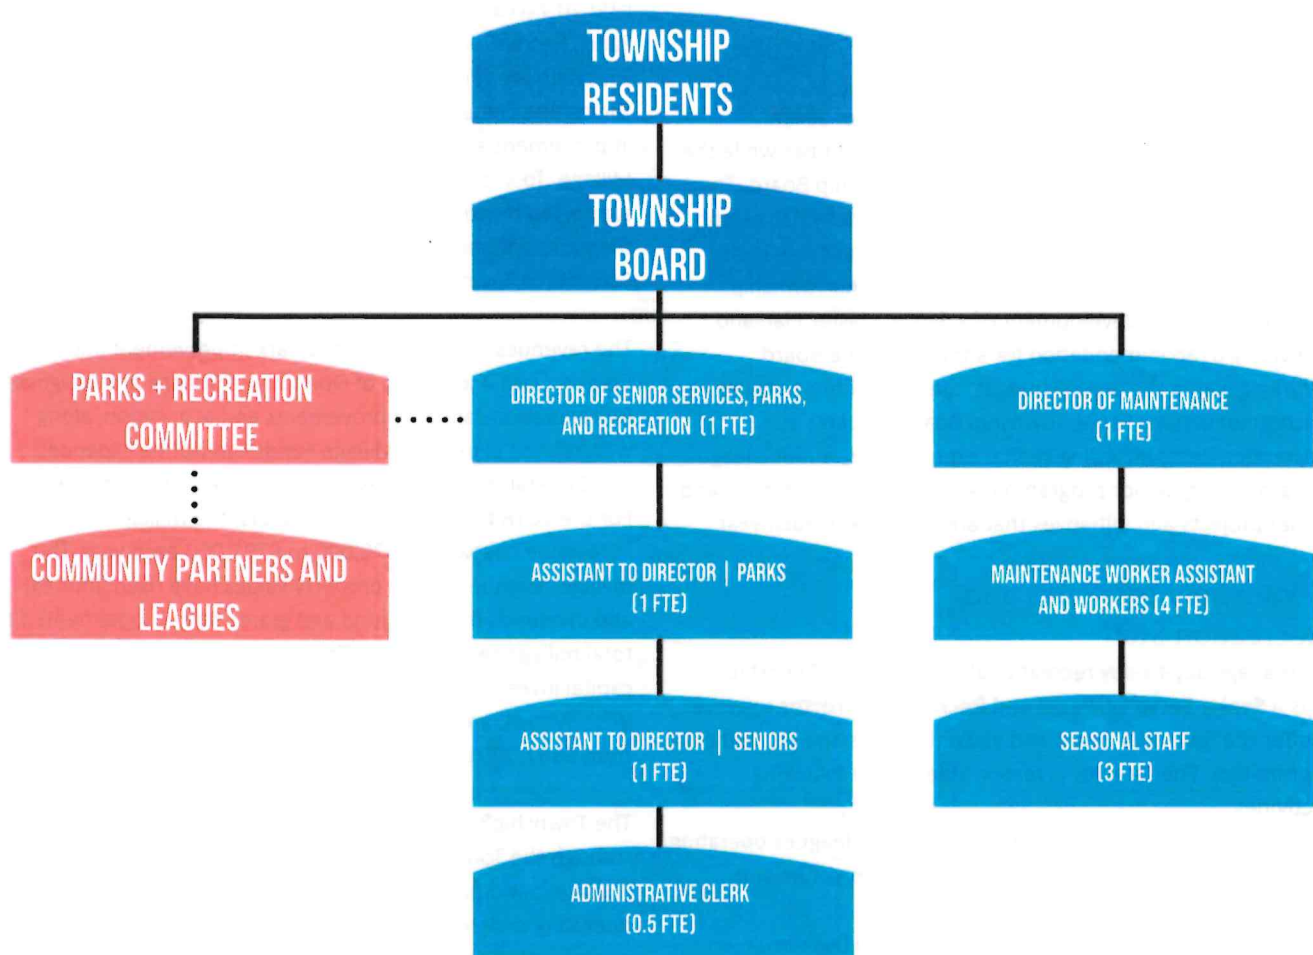 TOWNSHIP
RESIDENTS
TOWNSHIP
BOARD
PARKS + RECREATION
COMMITTEE
DIRECTOR OF SENIOR SERVICES, PARKS,
AND RECREATION (1 FTE)
DIRECTOR OF MAINTENANCE
(1 FTE)
COMMUNITY PARTNERS AND
LEAGUES
ASSISTANT TO DIRECTOR | PARKS
(1 FTE)
MAINTENANCE WORKER ASSISTANT
AND WORKERS (4 FTE)
ASSISTANT TO DIRECTOR | SENIORS
(1 FTE)
SEASONAL STAFF
(3 FTE)
ADMINISTRATIVE CLERK
(0.5 FTE)